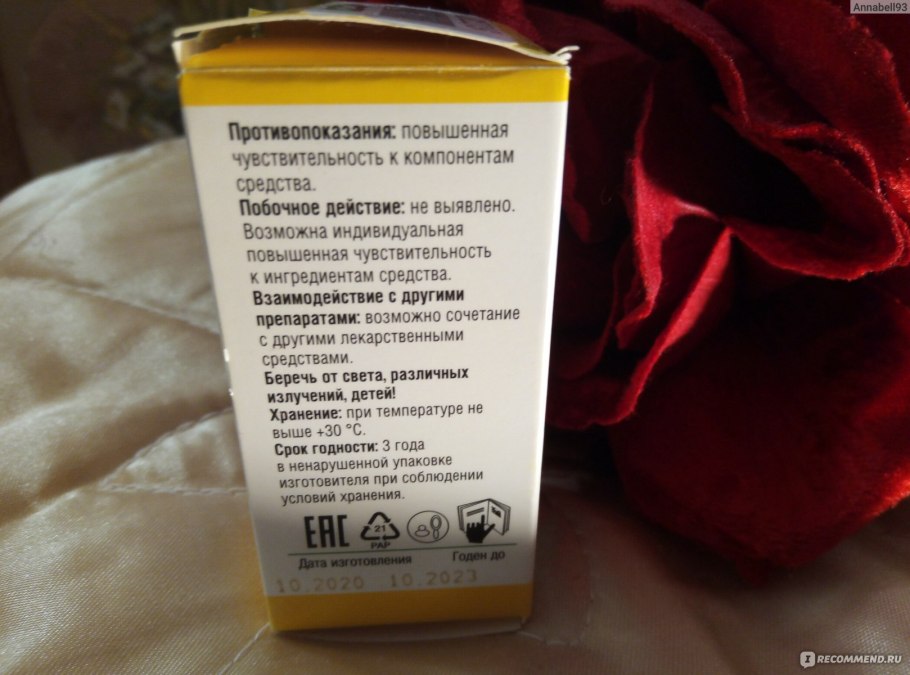 Annabell93
Противопоказания: повышенная
чувствительность к компонентам
средства.
Побочное действие: не выявлено.
Возможна индивидуальная
повышенная чувствительность
к ингредиентам средства.
Взаимодействие с другими
препаратами: возможно сочетание
с другими лекарственными
средствами.
Беречь от света, различных
излучений, детей!
Хранение: при температуре не
выше +30 °С.
Срок годности: 3 года
в ненарушенной упаковке
изготовителя при соблюдении
условий хранения.
ЕАС 21
PAP
Дата изготовления Годен до
10.2020 10.2023
RECOMMEND.RU